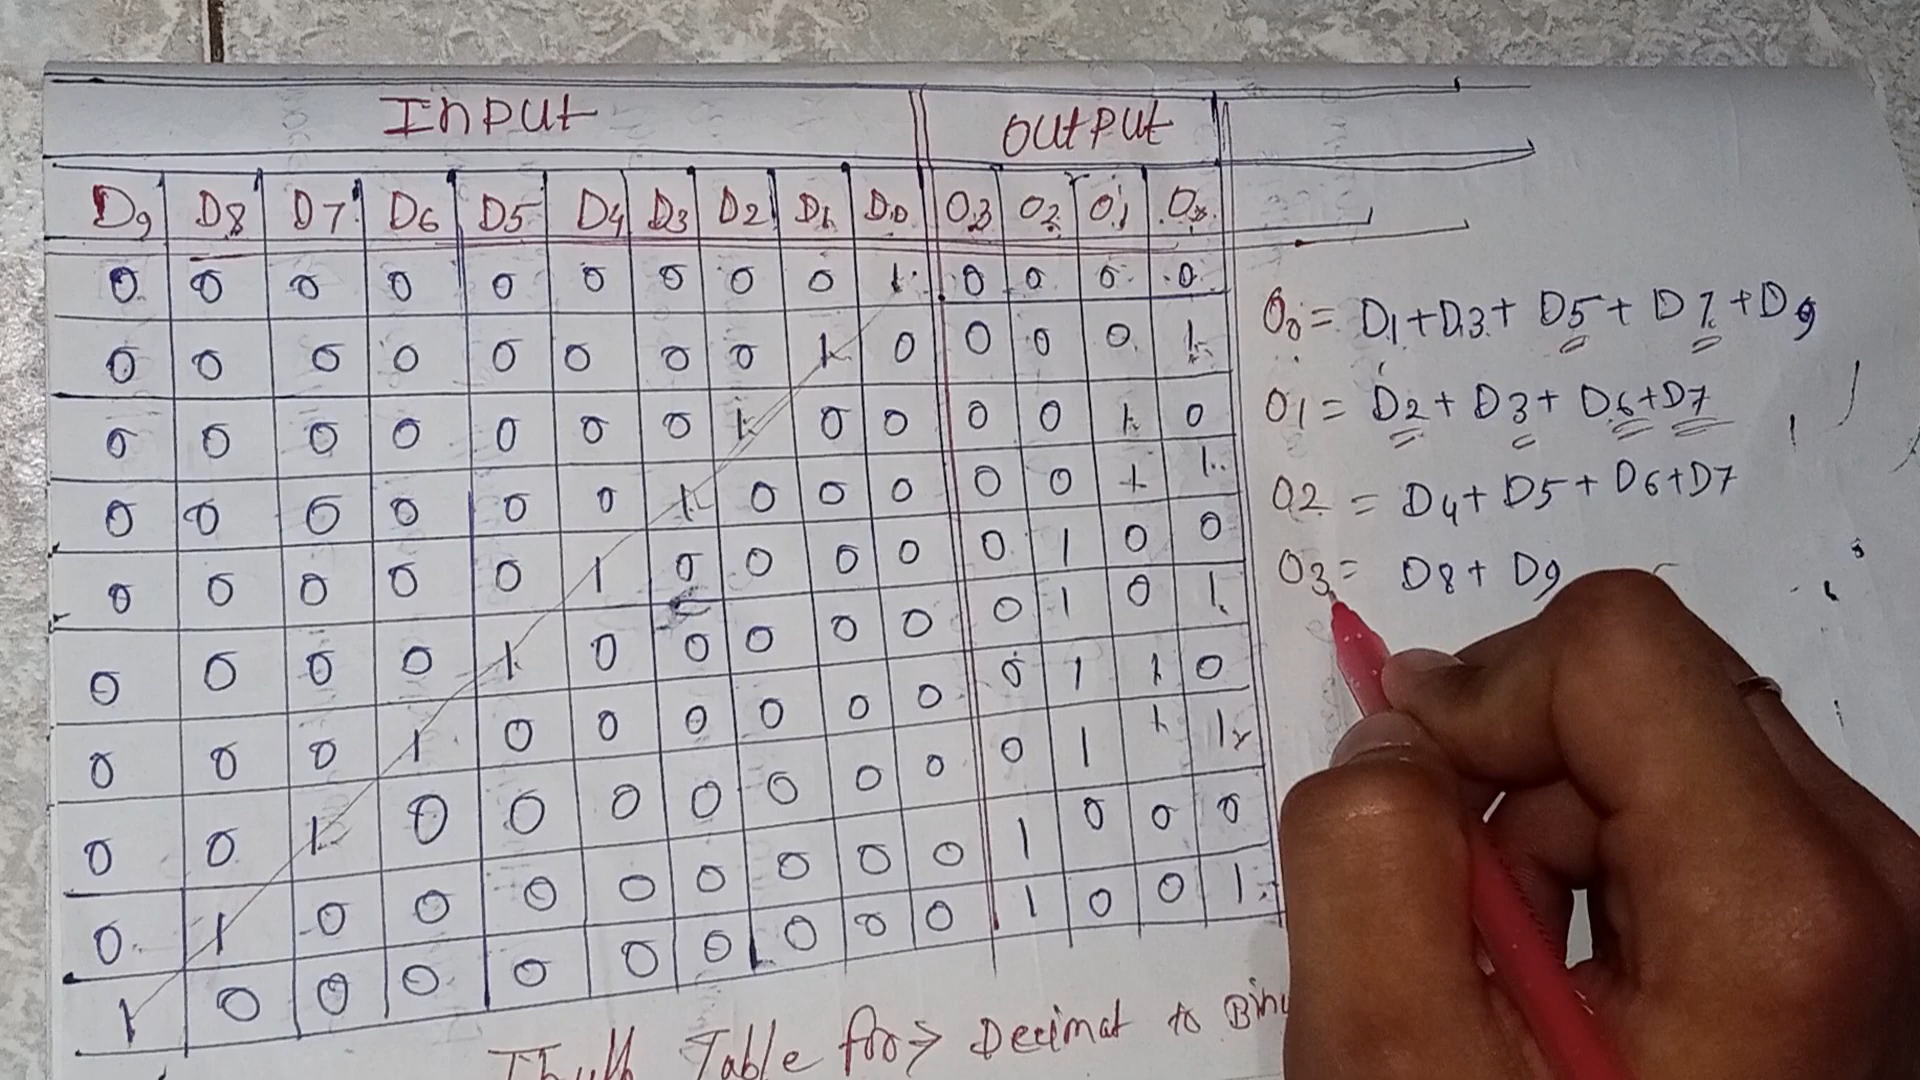 INPUT OUTPUT
D9 D8 D7 D6 D5 D4 D3 D2 D1 D0 O3 O2 O1 O0
0 0 0 0 0 0 0 0 0 1 0 0 0 0
0 0 0 0 0 0 0 0 1 0 0 0 0 1
0 0 0 0 0 0 0 1 0 0 0 0 1 0
0 0 0 0 0 0 1 0 0 0 0 0 1 1
0 0 0 0 0 1 0 0 0 0 0 1 0 0
0 0 0 0 1 0 0 0 0 0 0 1 0 1
0 0 0 1 0 0 0 0 0 0 0 1 1 0
0 0 1 0 0 0 0 0 0 0 0 1 1 1
0 1 0 0 0 0 0 0 0 0 1 0 0 0
1 0 0 0 0 0 0 0 0 0 1 0 0 1
O0 = D1+D3+ D5+ D7+D9
O1 = D2+ D3+ D6+D7
O2 = D4+ D5+ D6+D7
O3= D8+ D9
Table for→ Decimal to